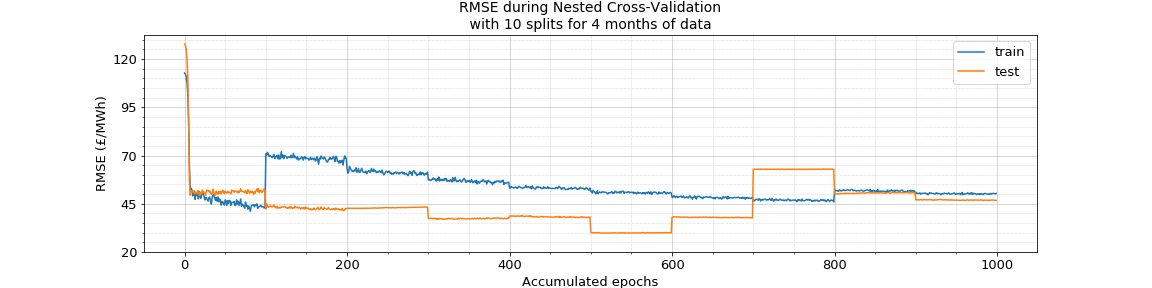 RMSE during Nested Cross-Validation
with 10 splits for 4 months of data
RMSE (£/MWh)
120
95
70
45
20
train
test
0
200
400
600
800
1000
Accumulated epochs